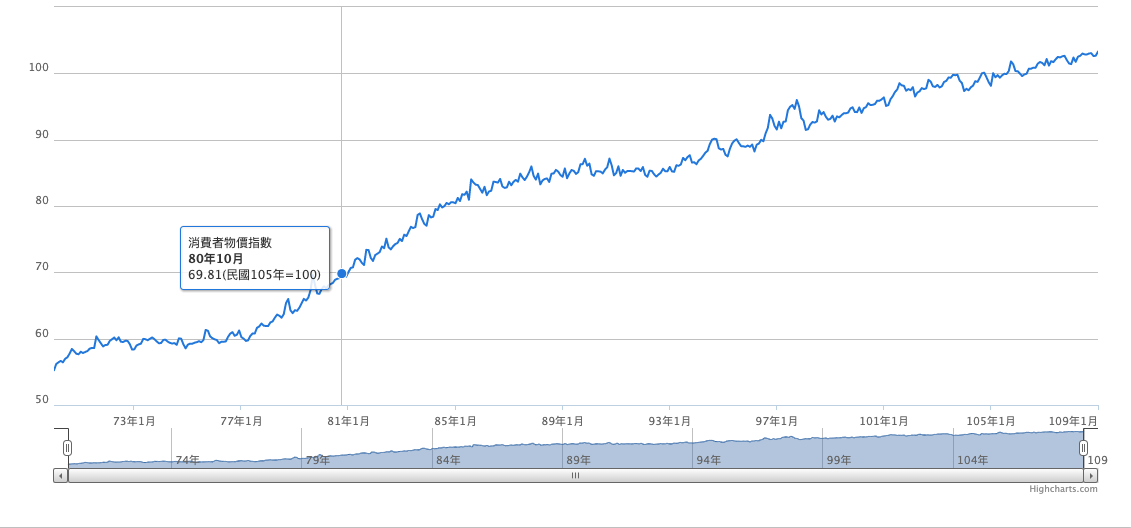 100
90
80
70
60
50
消費者物價指數
80年10月
69.81(民國105年=100)
73年1月
77年1月
81年1月
85年1月
89年1月
93年1月
97年1月
101年1月
105年1月
109年1月
74年
79年
84年
89年
94年
99年
104年
109
Highcharts.com